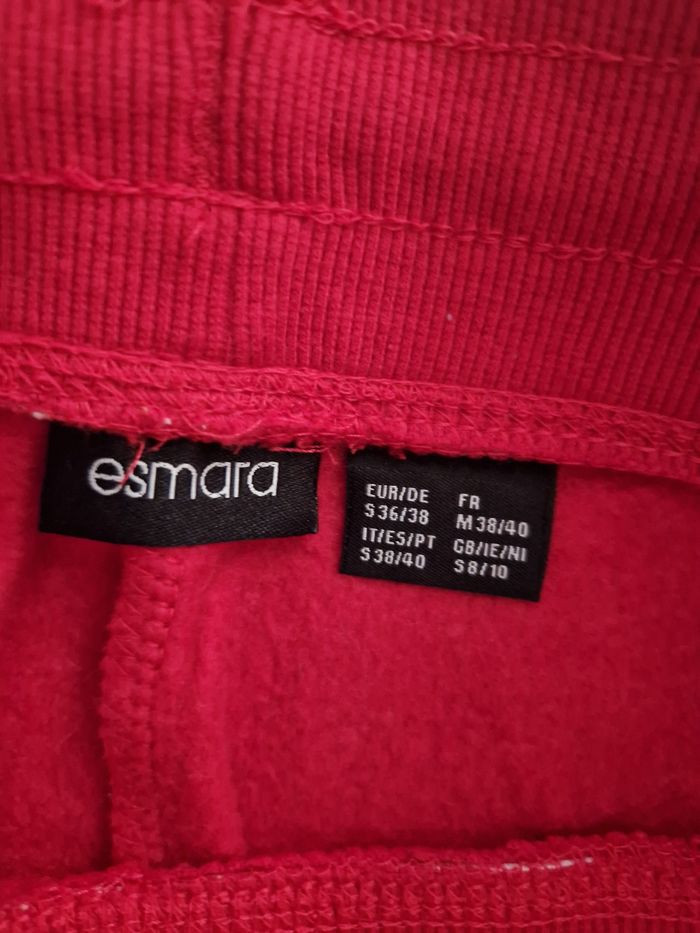 esmara
EUR/DE FR
S 36/38 M 38/40
IT/ES/PT GB/IE/NI
S 38/40 S 8/10